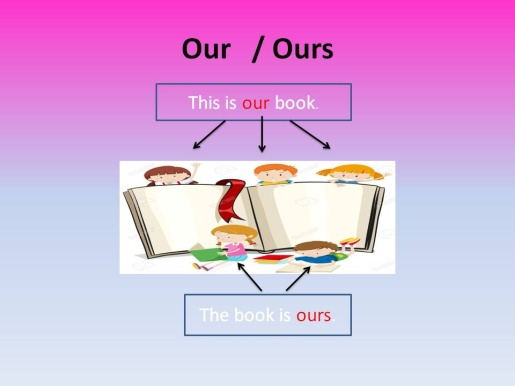 Our / Ours
This is our book.
The book is ours